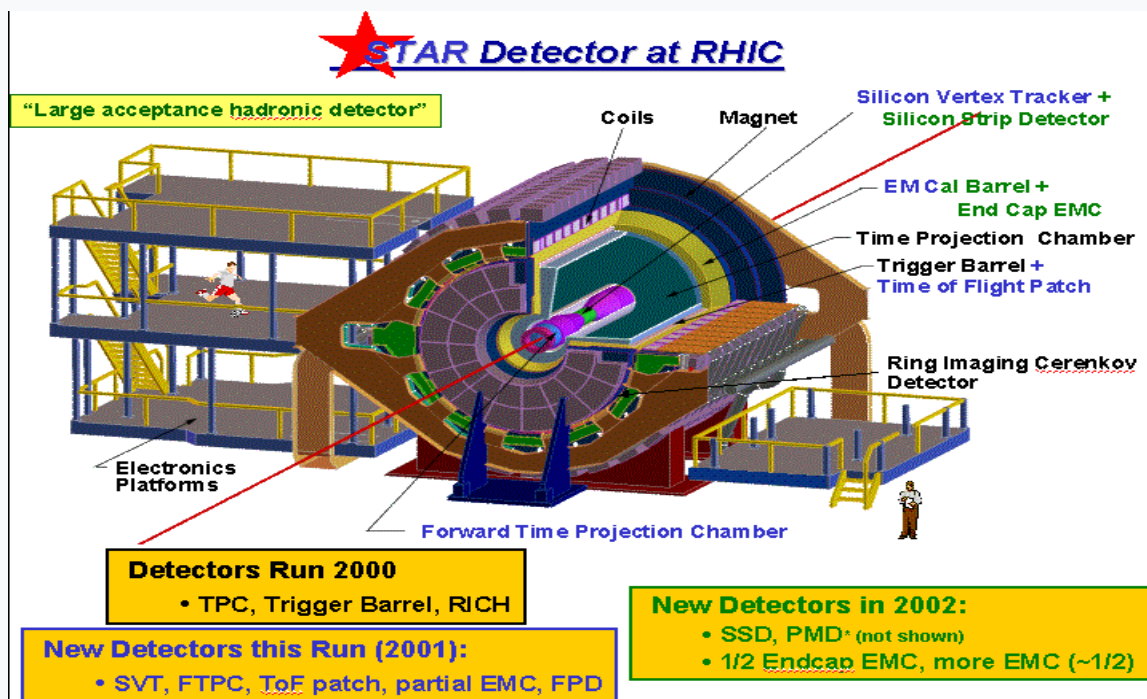 STAR Detector at RHIC
“Large acceptance hadronic detector”
Coils
Magnet
Silicon Vertex Tracker +
Silicon Strip Detector
EMCal Barrel +
End Cap EMC
Time Projection Chamber
Trigger Barrel +
Time of Flight Patch
Ring Imaging Cerenkov
Detector
Electronics
Platforms
Forward Time Projection Chamber
Detectors Run 2000
• TPC, Trigger Barrel, RICH
New Detectors this Run (2001):
• SVT, FTPC, ToF patch, partial EMC, FPD
New Detectors in 2002:
• SSD, PMD* (not shown)
• 1/2 Endcap EMC, more EMC (~1/2)